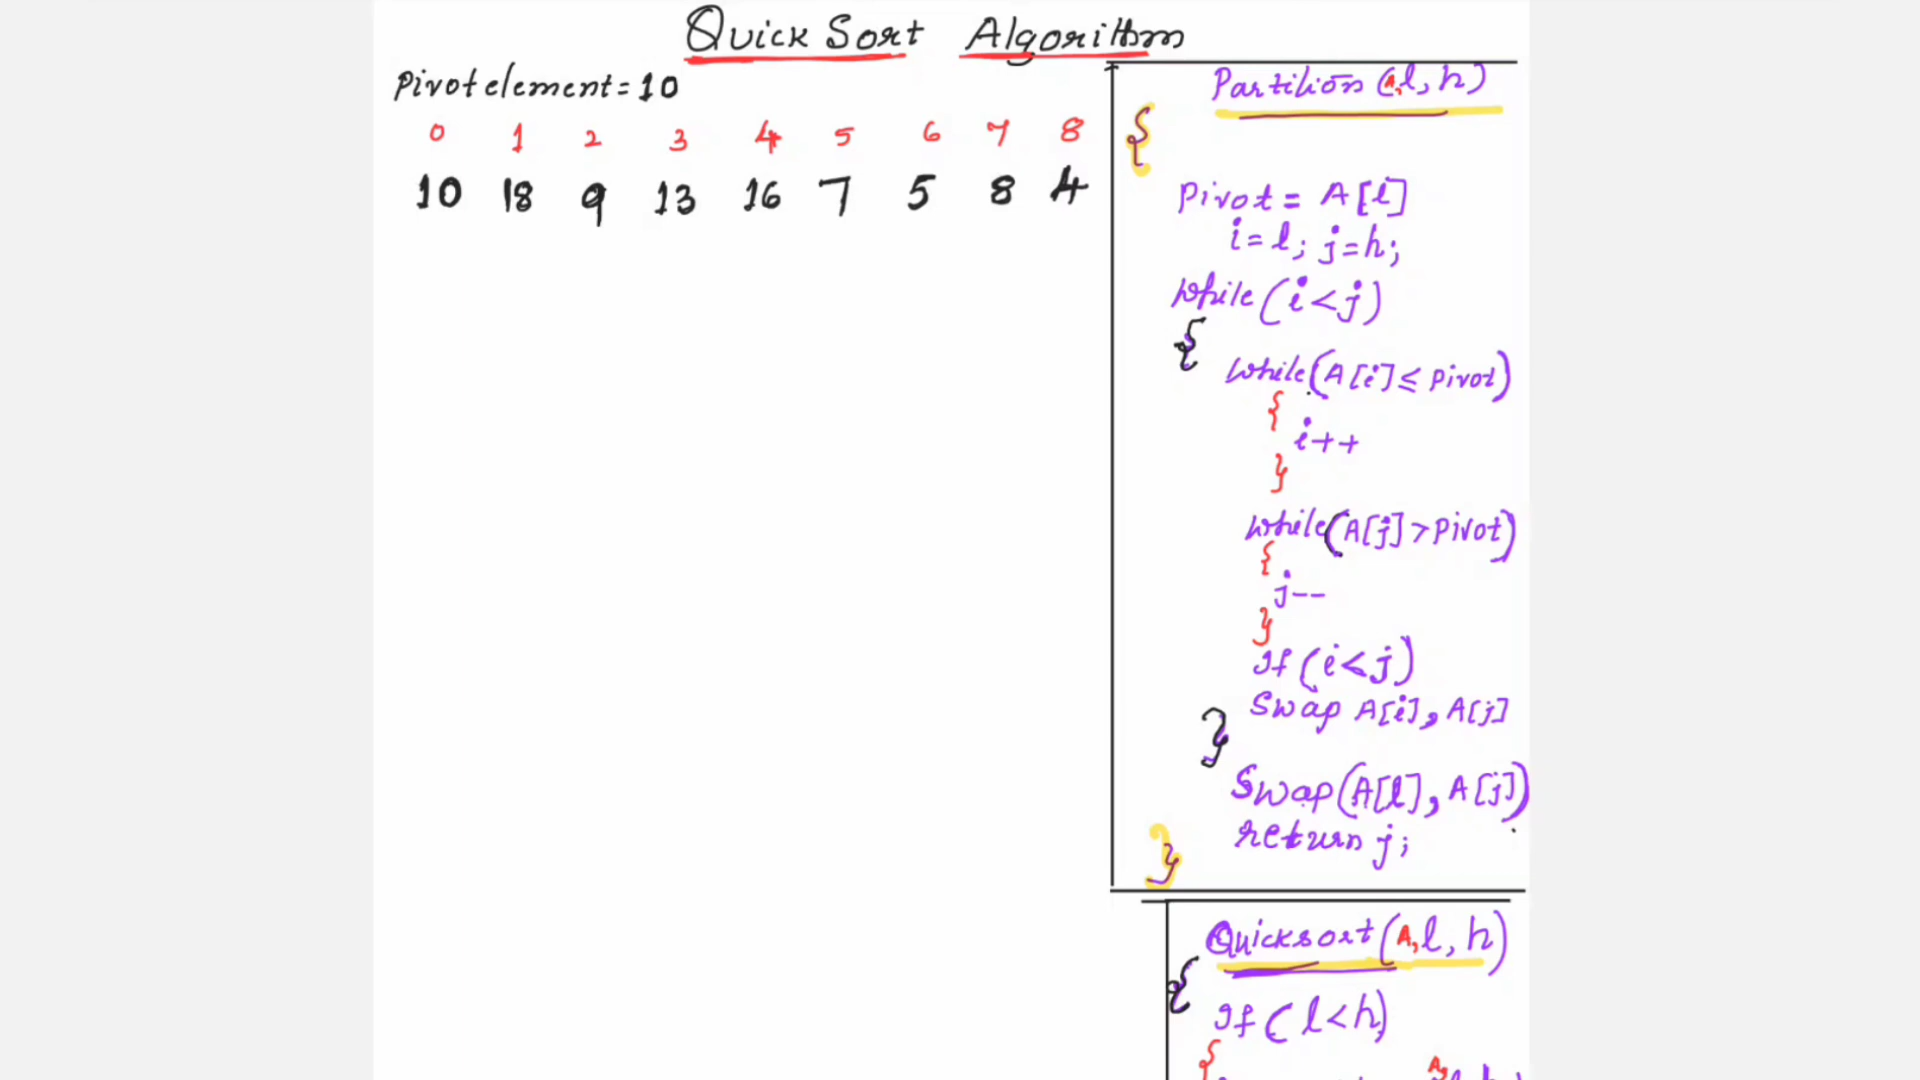 Quick Sort Algorithm
Pivot element = 10
0 1 2 3 4 5 6 7 8
10 18 9 13 16 7 5 8 4
Partition (A, l, h)
{
Pivot = A[l]
i = l; j = h;
while (i < j)
{
while (A[i] ≤ Pivot)
{
i++
}
while (A[j] > Pivot)
{
j--
}
If (i < j)
Swap A[i], A[j]
}
Swap (A[l], A[j])
return j;
}
Quicksort (A, l, h)
{
If ( l < h)
{